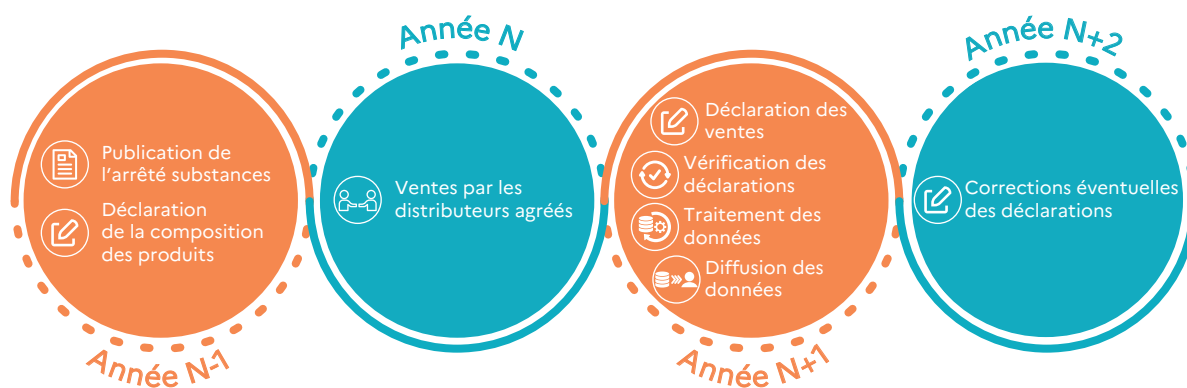 Année N-1
Publication de
l'arrêté substances
Déclaration
de la composition
des produits
Année N
Ventes par les
distributeurs agréés
Année N+1
Déclaration des
ventes
Vérification des
déclarations
Traitement des
données
Diffusion des
données
Année N+2
Corrections éventuelles
des déclarations